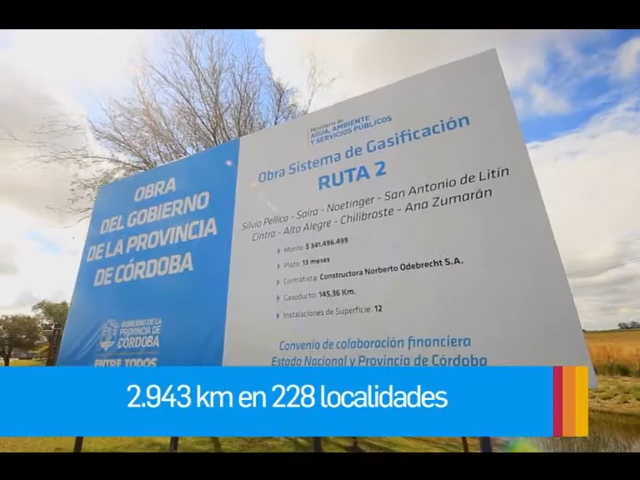 OBRA
DEL GOBIERNO
DE LA PROVINCIA
DE CÓRDOBA
GOBIERNO DE LA
PROVINCIA DE
CÓRDOBA
ENTRE TODOS
Ministerio de
AGUA, AMBIENTE
Y SERVICIOS PÚBLICOS
Obra Sistema de Gasificación
RUTA 2
Silvio Pellico - Saira - Noetinger - San Antonio de Litín
Cintra - Alto Alegre - Chilibroste - Ana Zumarán
Monto: $ 341.496.499
Plazo: 13 meses
Contratista: Constructora Norberto Odebrecht S.A.
Gasoducto: 145,36 Km.
Instalaciones de Superficie: 12
Convenio de colaboración financiera
Estado Nacional y Provincia de Córdoba
2.943 km en 228 localidades